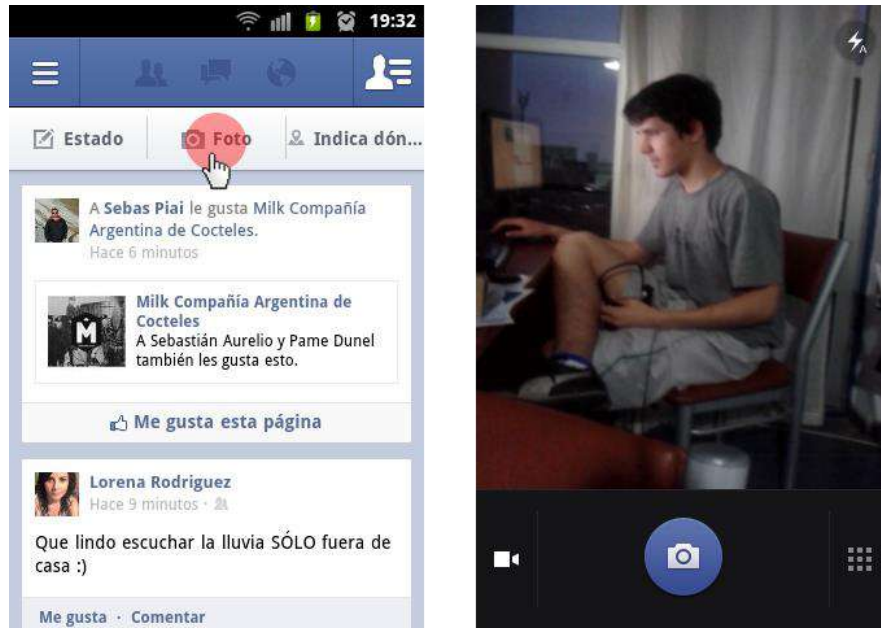 19:32
Estado
Foto
Indica dón...
A Sebas Piai le gusta Milk Compañía
Argentina de Cocteles.
Hace 6 minutos
M
Milk Compañía Argentina de
Cocteles
A Sebastián Aurelio y Pame Dunel
también les gusta esto.
Me gusta esta página
Lorena Rodriguez
Hace 9 minutos ·
Que lindo escuchar la lluvia SÓLO fuera de
casa :)
Me gusta · Comentar
A